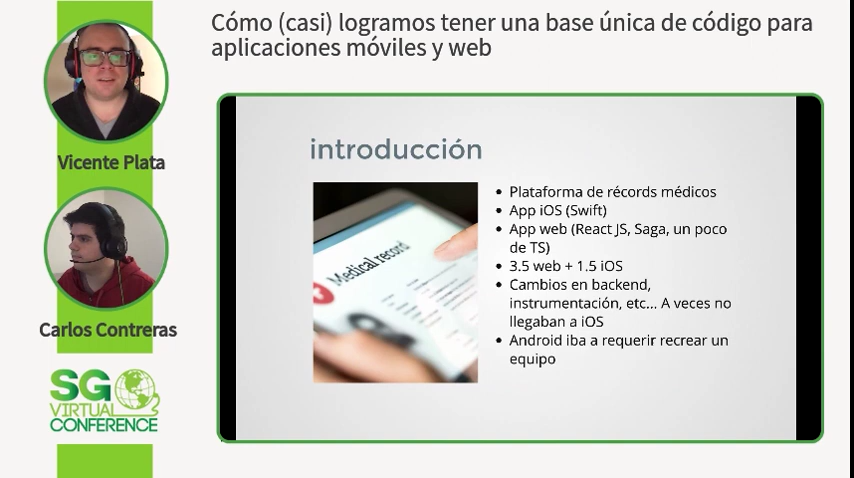 Cómo (casi) logramos tener una base única de código para
aplicaciones móviles y web
Vicente Plata
Carlos Contreras
SG
VIRTUAL
CONFERENCE
introducción
Medical record
• Plataforma de récords médicos
• App iOS (Swift)
• App web (React JS, Saga, un poco
de TS)
• 3.5 web + 1.5 iOS
• Cambios en backend,
instrumentación, etc... A veces no
llegaban a iOS
• Android iba a requerir recrear un
equipo